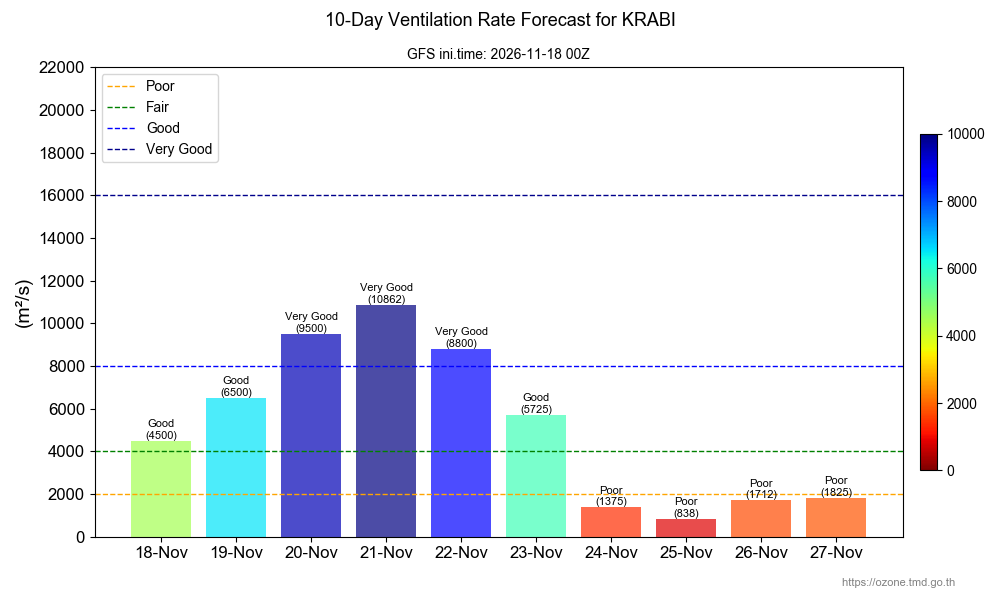 10-Day Ventilation Rate Forecast for KRABI
GFS ini.time: 2026-11-18 00Z
22000
20000
18000
16000
14000
12000
10000
8000
6000
4000
2000
0
(m²/s)
Poor
Fair
Good
Very Good
Good
(4500)
Good
(6500)
Very Good
(9500)
Very Good
(10862)
Very Good
(8800)
Good
(5725)
Poor
(1375)
Poor
(838)
Poor
(1712)
Poor
(1825)
18-Nov
19-Nov
20-Nov
21-Nov
22-Nov
23-Nov
24-Nov
25-Nov
26-Nov
27-Nov
10000
8000
6000
4000
2000
0
https://ozone.tmd.go.th